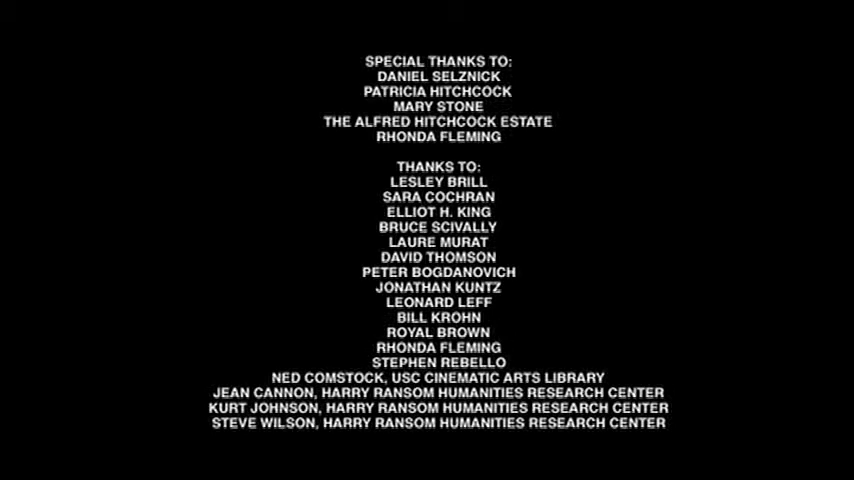 SPECIAL THANKS TO:
DANIEL SELZNICK
PATRICIA HITCHCOCK
MARY STONE
THE ALFRED HITCHCOCK ESTATE
RHONDA FLEMING
THANKS TO:
LESLEY BRILL
SARA COCHRAN
ELLIOT H. KING
BRUCE SCIVALLY
LAURE MURAT
DAVID THOMSON
PETER BOGDANOVICH
JONATHAN KUNTZ
LEONARD LEFF
BILL KROHN
ROYAL BROWN
RHONDA FLEMING
STEPHEN REBELLO
NED COMSTOCK, USC CINEMATIC ARTS LIBRARY
JEAN CANNON, HARRY RANSOM HUMANITIES RESEARCH CENTER
KURT JOHNSON, HARRY RANSOM HUMANITIES RESEARCH CENTER
STEVE WILSON, HARRY RANSOM HUMANITIES RESEARCH CENTER